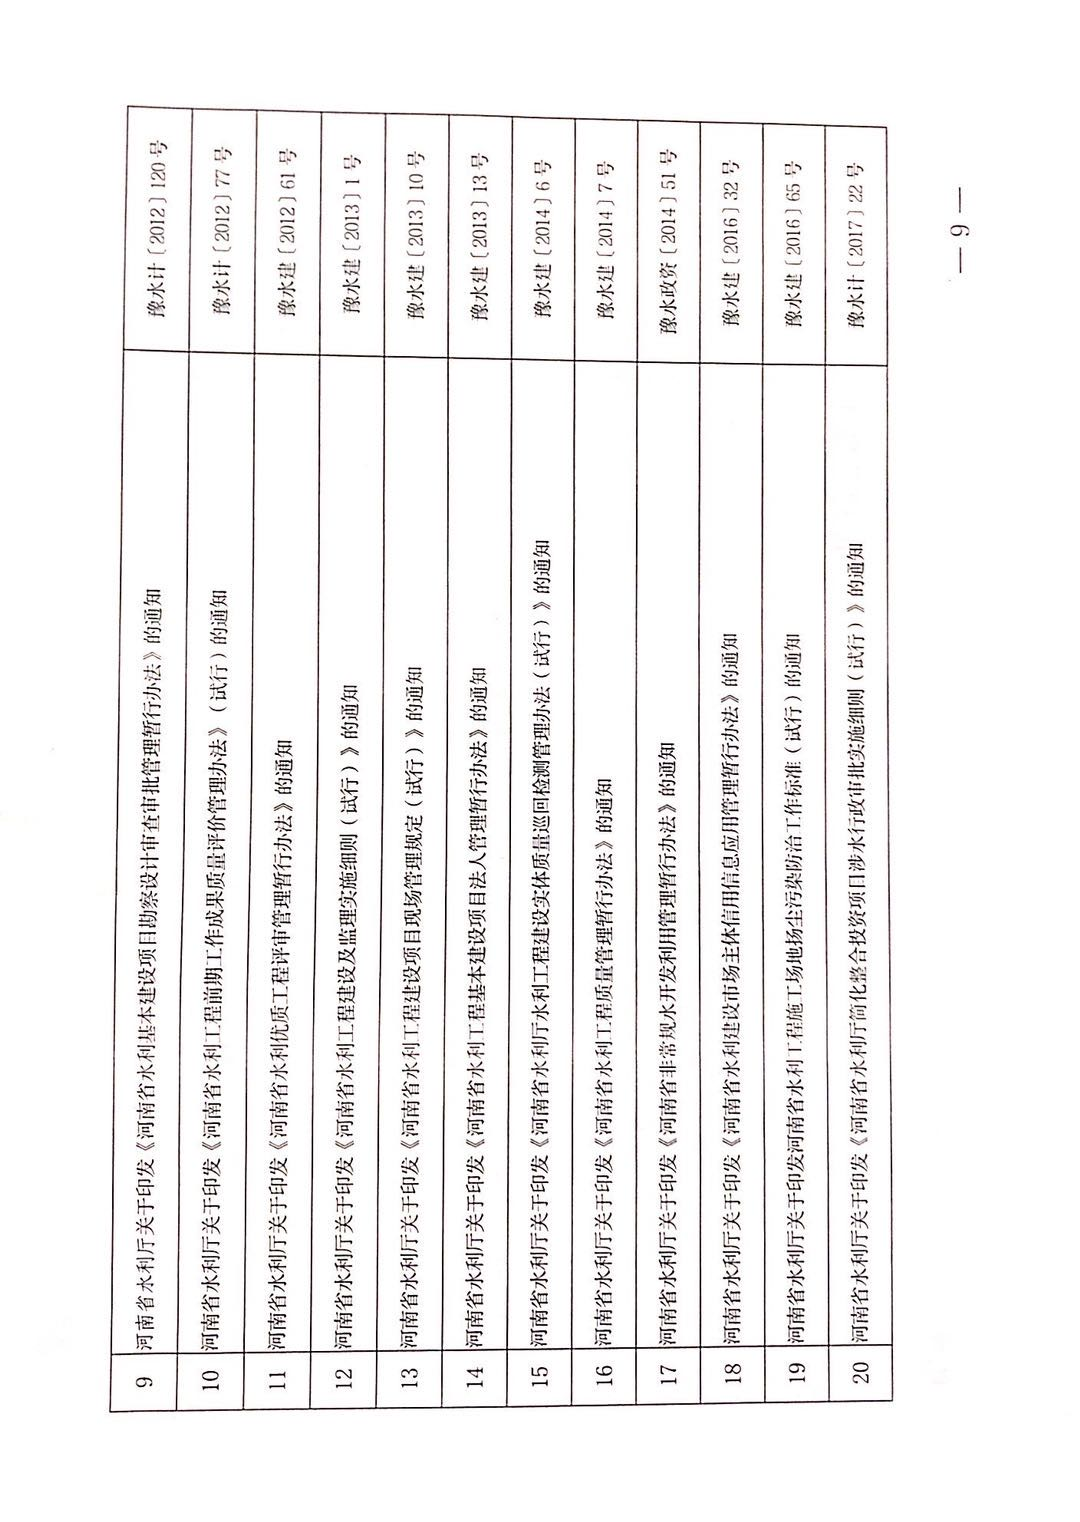 9 河南省水利厅关于印发《河南省水利基本建设项目勘察设计审查审批管理暂行办法》的通知 豫水计〔2012〕120号
10 河南省水利厅关于印发《河南省水利工程前期工作成果质量评价管理办法》（试行）的通知 豫水计〔2012〕77号
11 河南省水利厅关于印发《河南省水利优质工程评审管理暂行办法》的通知 豫水建〔2012〕61号
12 河南省水利厅关于印发《河南省水利工程建设及监理实施细则（试行）》的通知 豫水建〔2013〕1号
13 河南省水利厅关于印发《河南省水利工程建设项目现场管理规定（试行）》的通知 豫水建〔2013〕10号
14 河南省水利厅关于印发《河南省水利工程基本建设项目法人管理暂行办法》的通知 豫水建〔2013〕13号
15 河南省水利厅关于印发《河南省水利厅水利工程建设实体质量巡回检测管理办法（试行）》的通知 豫水建〔2014〕6号
16 河南省水利厅关于印发《河南省水利工程质量管理暂行办法》的通知 豫水建〔2014〕7号
17 河南省水利厅关于印发《河南省非常规水开发利用管理暂行办法》的通知 豫水政资〔2014〕51号
18 河南省水利厅关于印发《河南省水利建设市场主体信用信息应用管理暂行办法》的通知 豫水建〔2016〕32号
19 河南省水利厅关于印发河南省水利工程施工场地扬尘污染防治工作标准（试行）的通知 豫水建〔2016〕65号
20 河南省水利厅关于印发《河南省水利厅简化整合投资项目涉水行政审批实施细则（试行）》的通知 豫水计〔2017〕22号
— 9 —